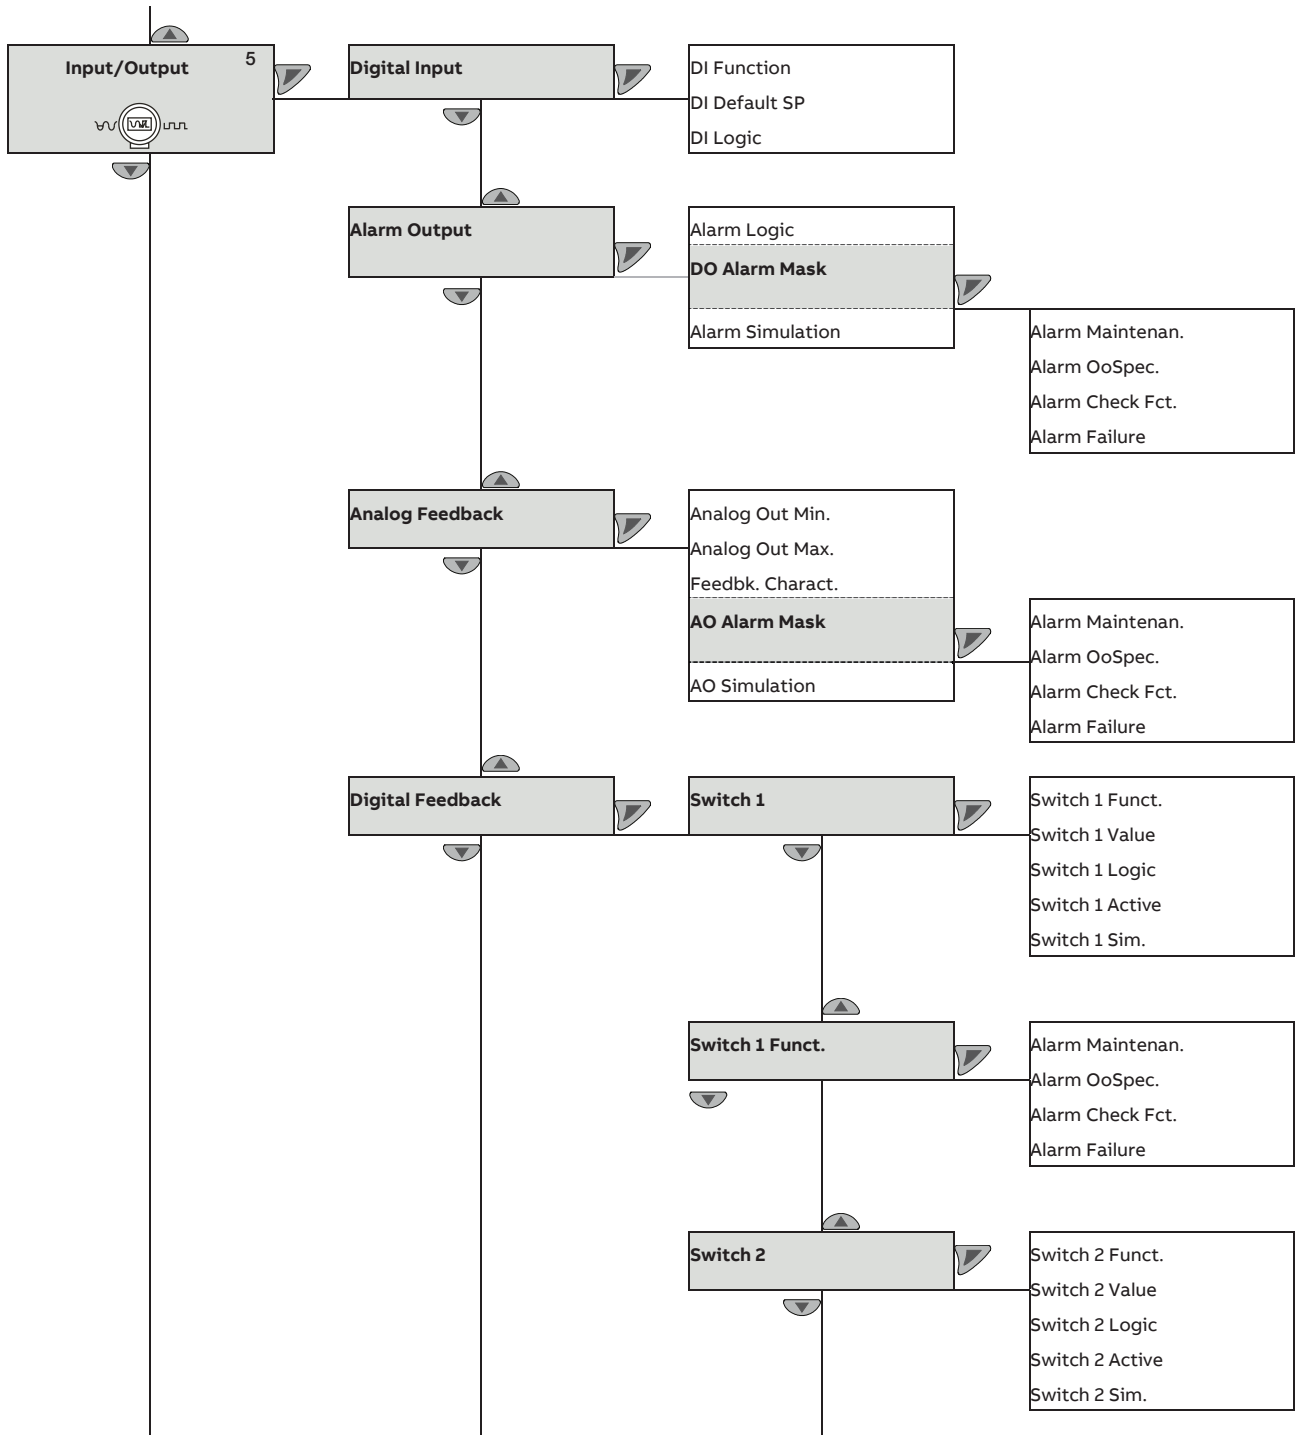 Input/Output
5
Digital Input
DI Function
DI Default SP
DI Logic
Alarm Output
Alarm Logic
DO Alarm Mask
Alarm Simulation
Alarm Maintenan.
Alarm OoSpec.
Alarm Check Fct.
Alarm Failure
Analog Feedback
Analog Out Min.
Analog Out Max.
Feedbk. Charact.
AO Alarm Mask
AO Simulation
Alarm Maintenan.
Alarm OoSpec.
Alarm Check Fct.
Alarm Failure
Digital Feedback
Switch 1
Switch 1 Funct.
Switch 1 Value
Switch 1 Logic
Switch 1 Active
Switch 1 Sim.
Switch 1 Funct.
Alarm Maintenan.
Alarm OoSpec.
Alarm Check Fct.
Alarm Failure
Switch 2
Switch 2 Funct.
Switch 2 Value
Switch 2 Logic
Switch 2 Active
Switch 2 Sim.